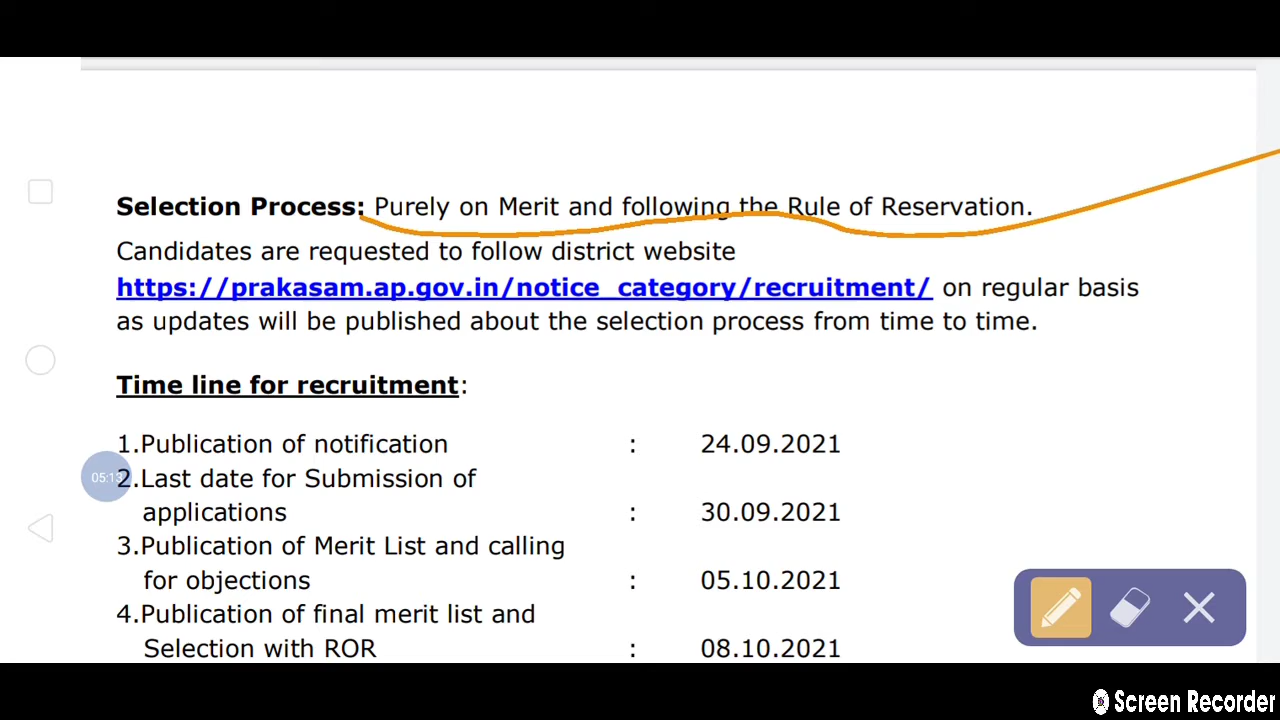 Selection Process: Purely on Merit and following the Rule of Reservation.
Candidates are requested to follow district website
https://prakasam.ap.gov.in/notice_category/recruitment/ on regular basis
as updates will be published about the selection process from time to time.
Time line for recruitment:
1.Publication of notification : 24.09.2021
05:13
2.Last date for Submission of
applications : 30.09.2021
3.Publication of Merit List and calling
for objections : 05.10.2021
4.Publication of final merit list and
Selection with ROR : 08.10.2021
Screen Recorder